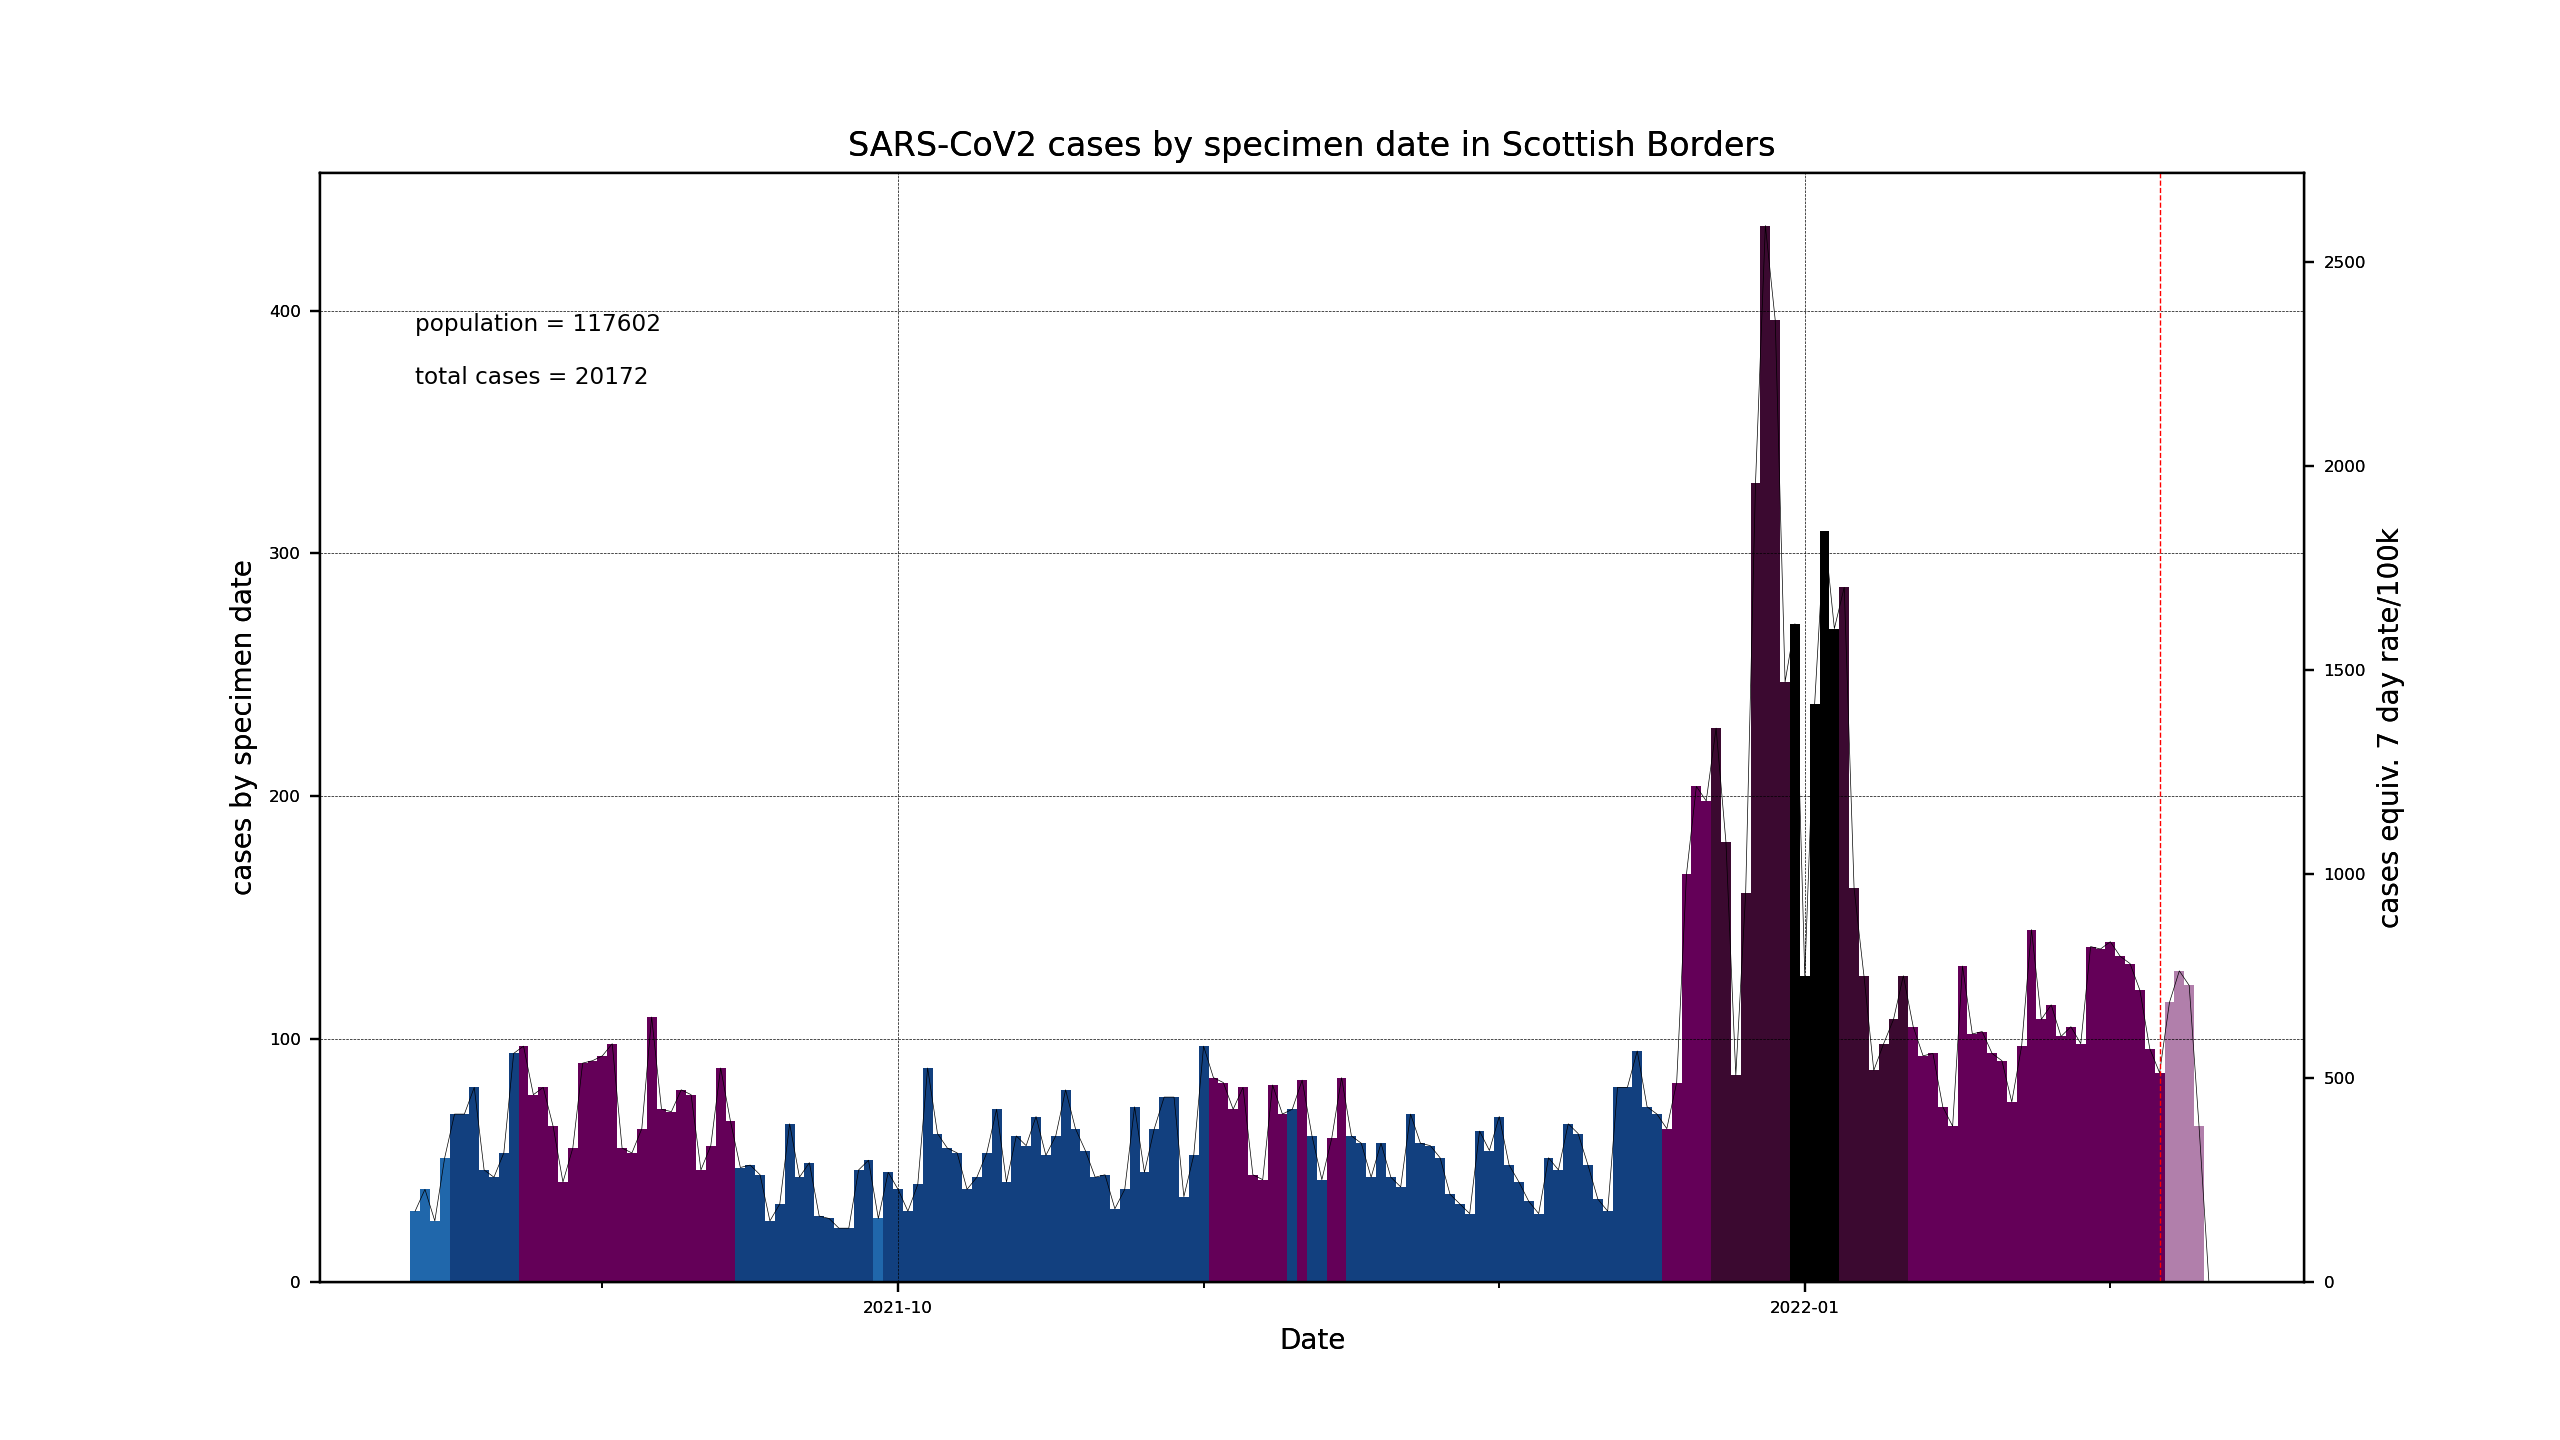 SARS-CoV2 cases by specimen date in Scottish Borders
population = 117602
total cases = 20172
cases by specimen date
400
300
200
100
0
2500
2000
1500
1000
500
0
cases equiv. 7 day rate/100k
2021-10
2022-01
Date